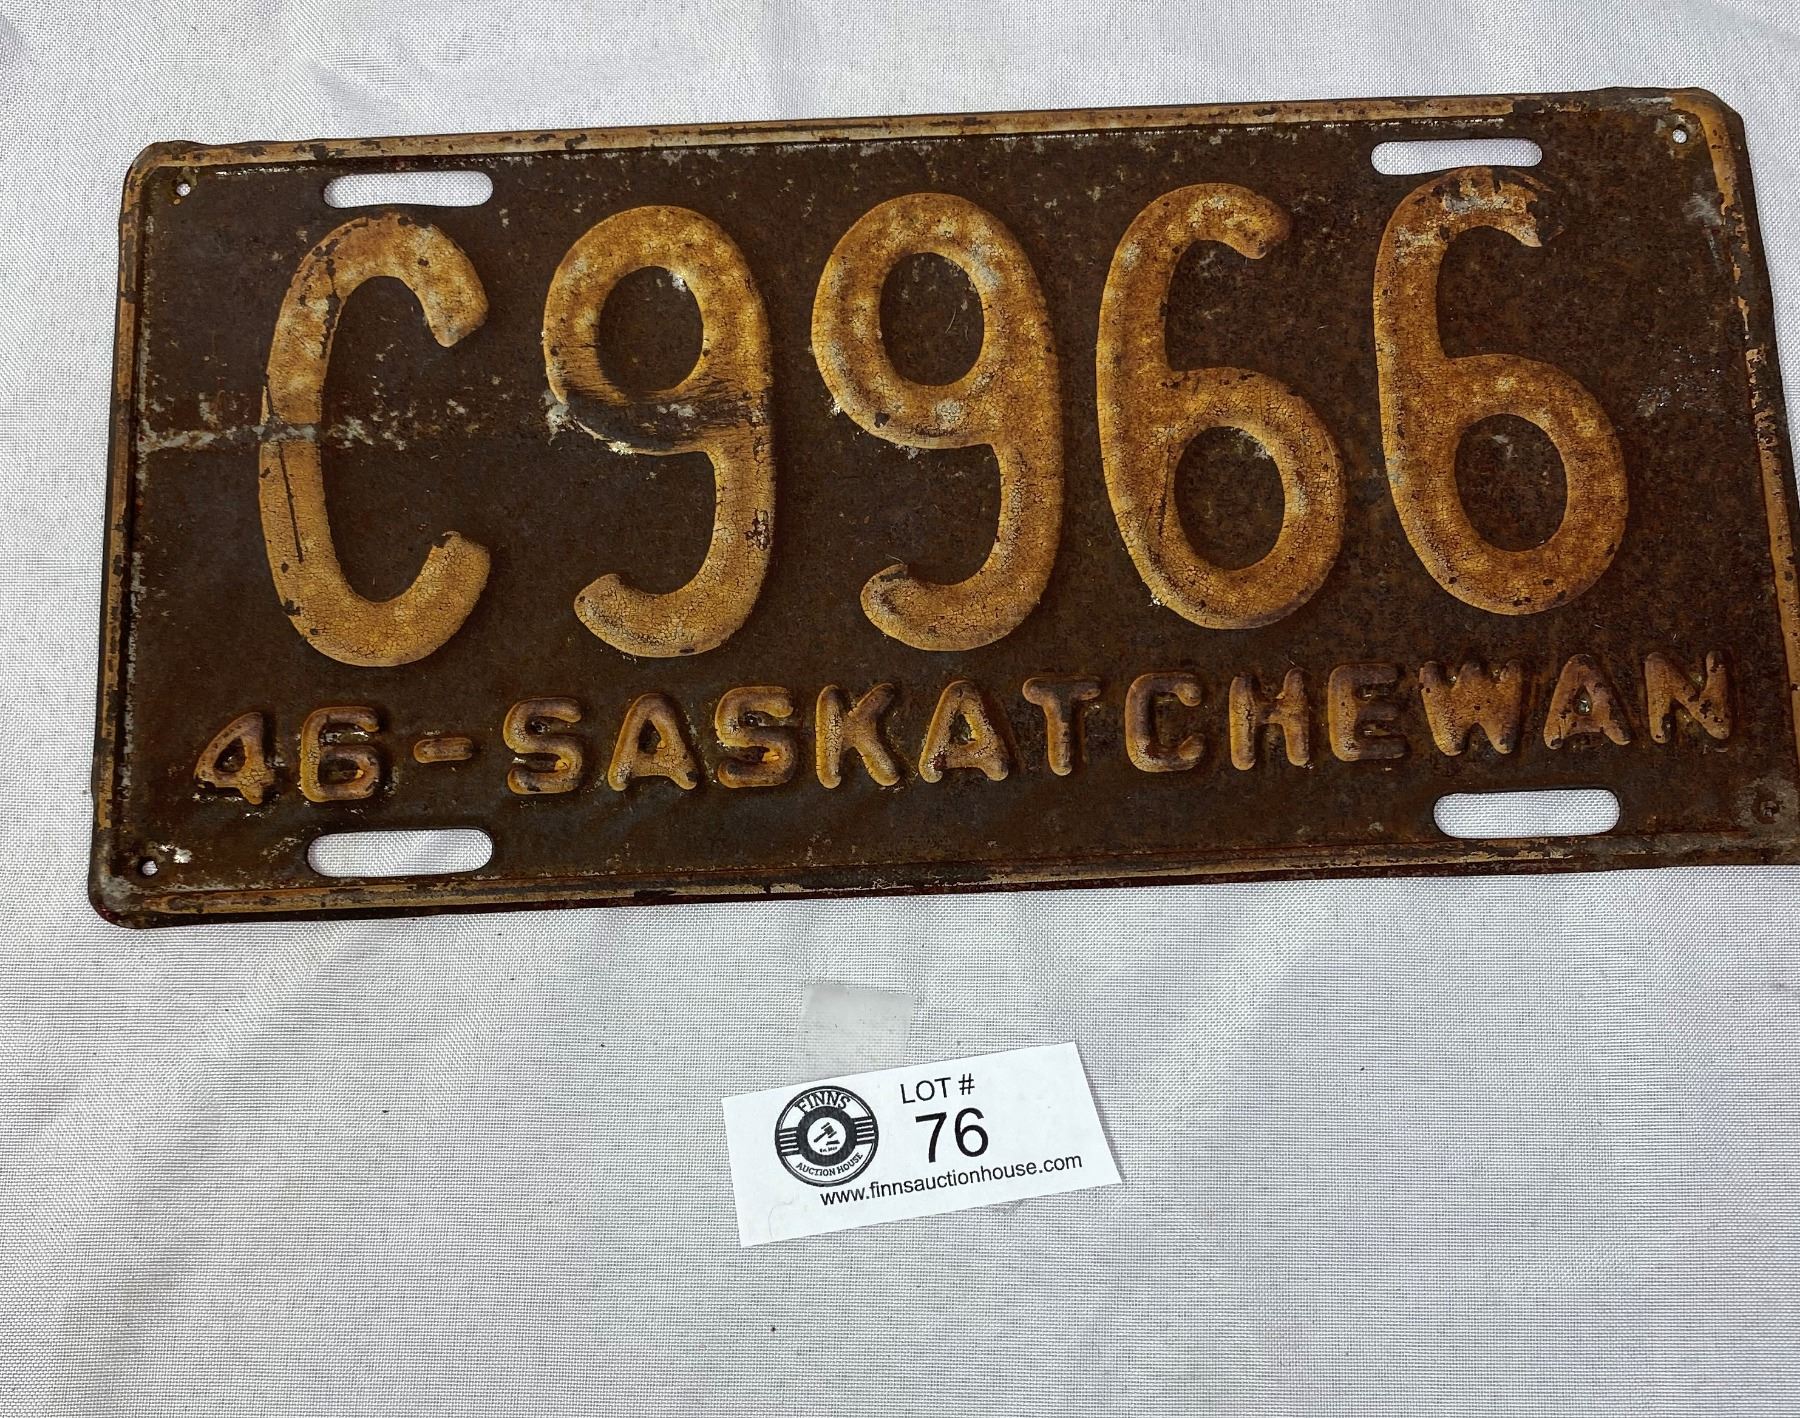 C9966
46-SASKATCHEWAN
FINNS
AUCTION HOUSE
LOT #
76
www.finnsauctionhouse.com